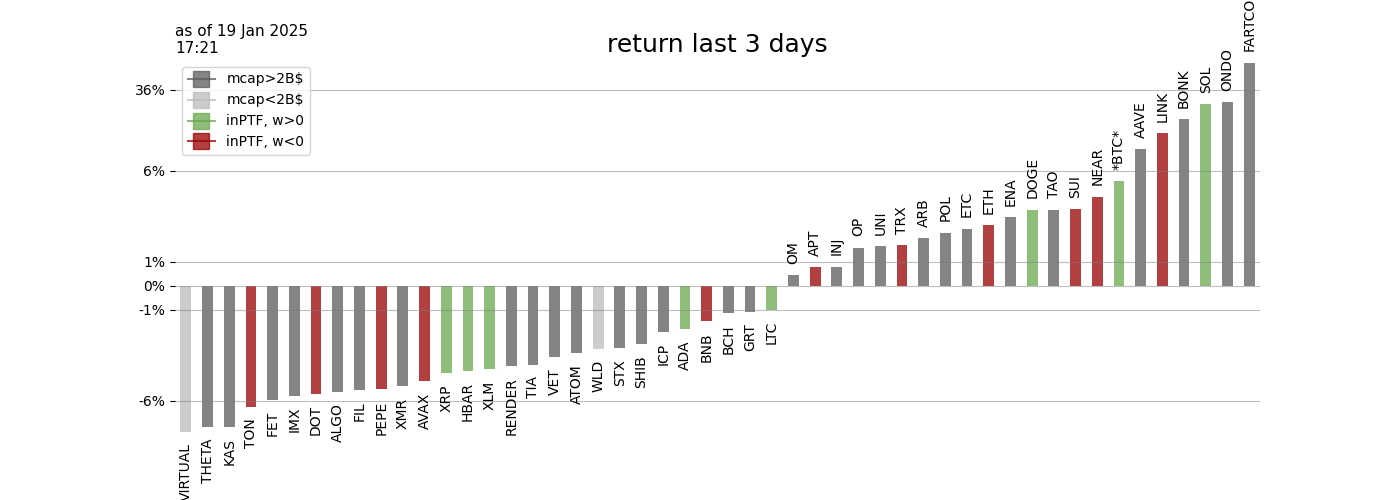 as of 19 Jan 2025
17:21
return last 3 days
mcap>2B$
mcap<2B$
inPTF, w>0
inPTF, w<0
36%
6%
1%
0%
-1%
-6%
VIRTUAL
THETA
KAS
TON
FET
IMX
DOT
ALGO
FIL
PEPE
XMR
AVAX
XRP
HBAR
XLM
RENDER
TIA
VET
ATOM
WLD
STX
SHIB
ICP
ADA
BNB
BCH
GRT
LTC
OM
APT
INJ
OP
UNI
TRX
ARB
POL
ETC
ETH
ENA
DOGE
TAO
SUI
NEAR
*BTC*
AAVE
LINK
BONK
SOL
ONDO
FARTCO